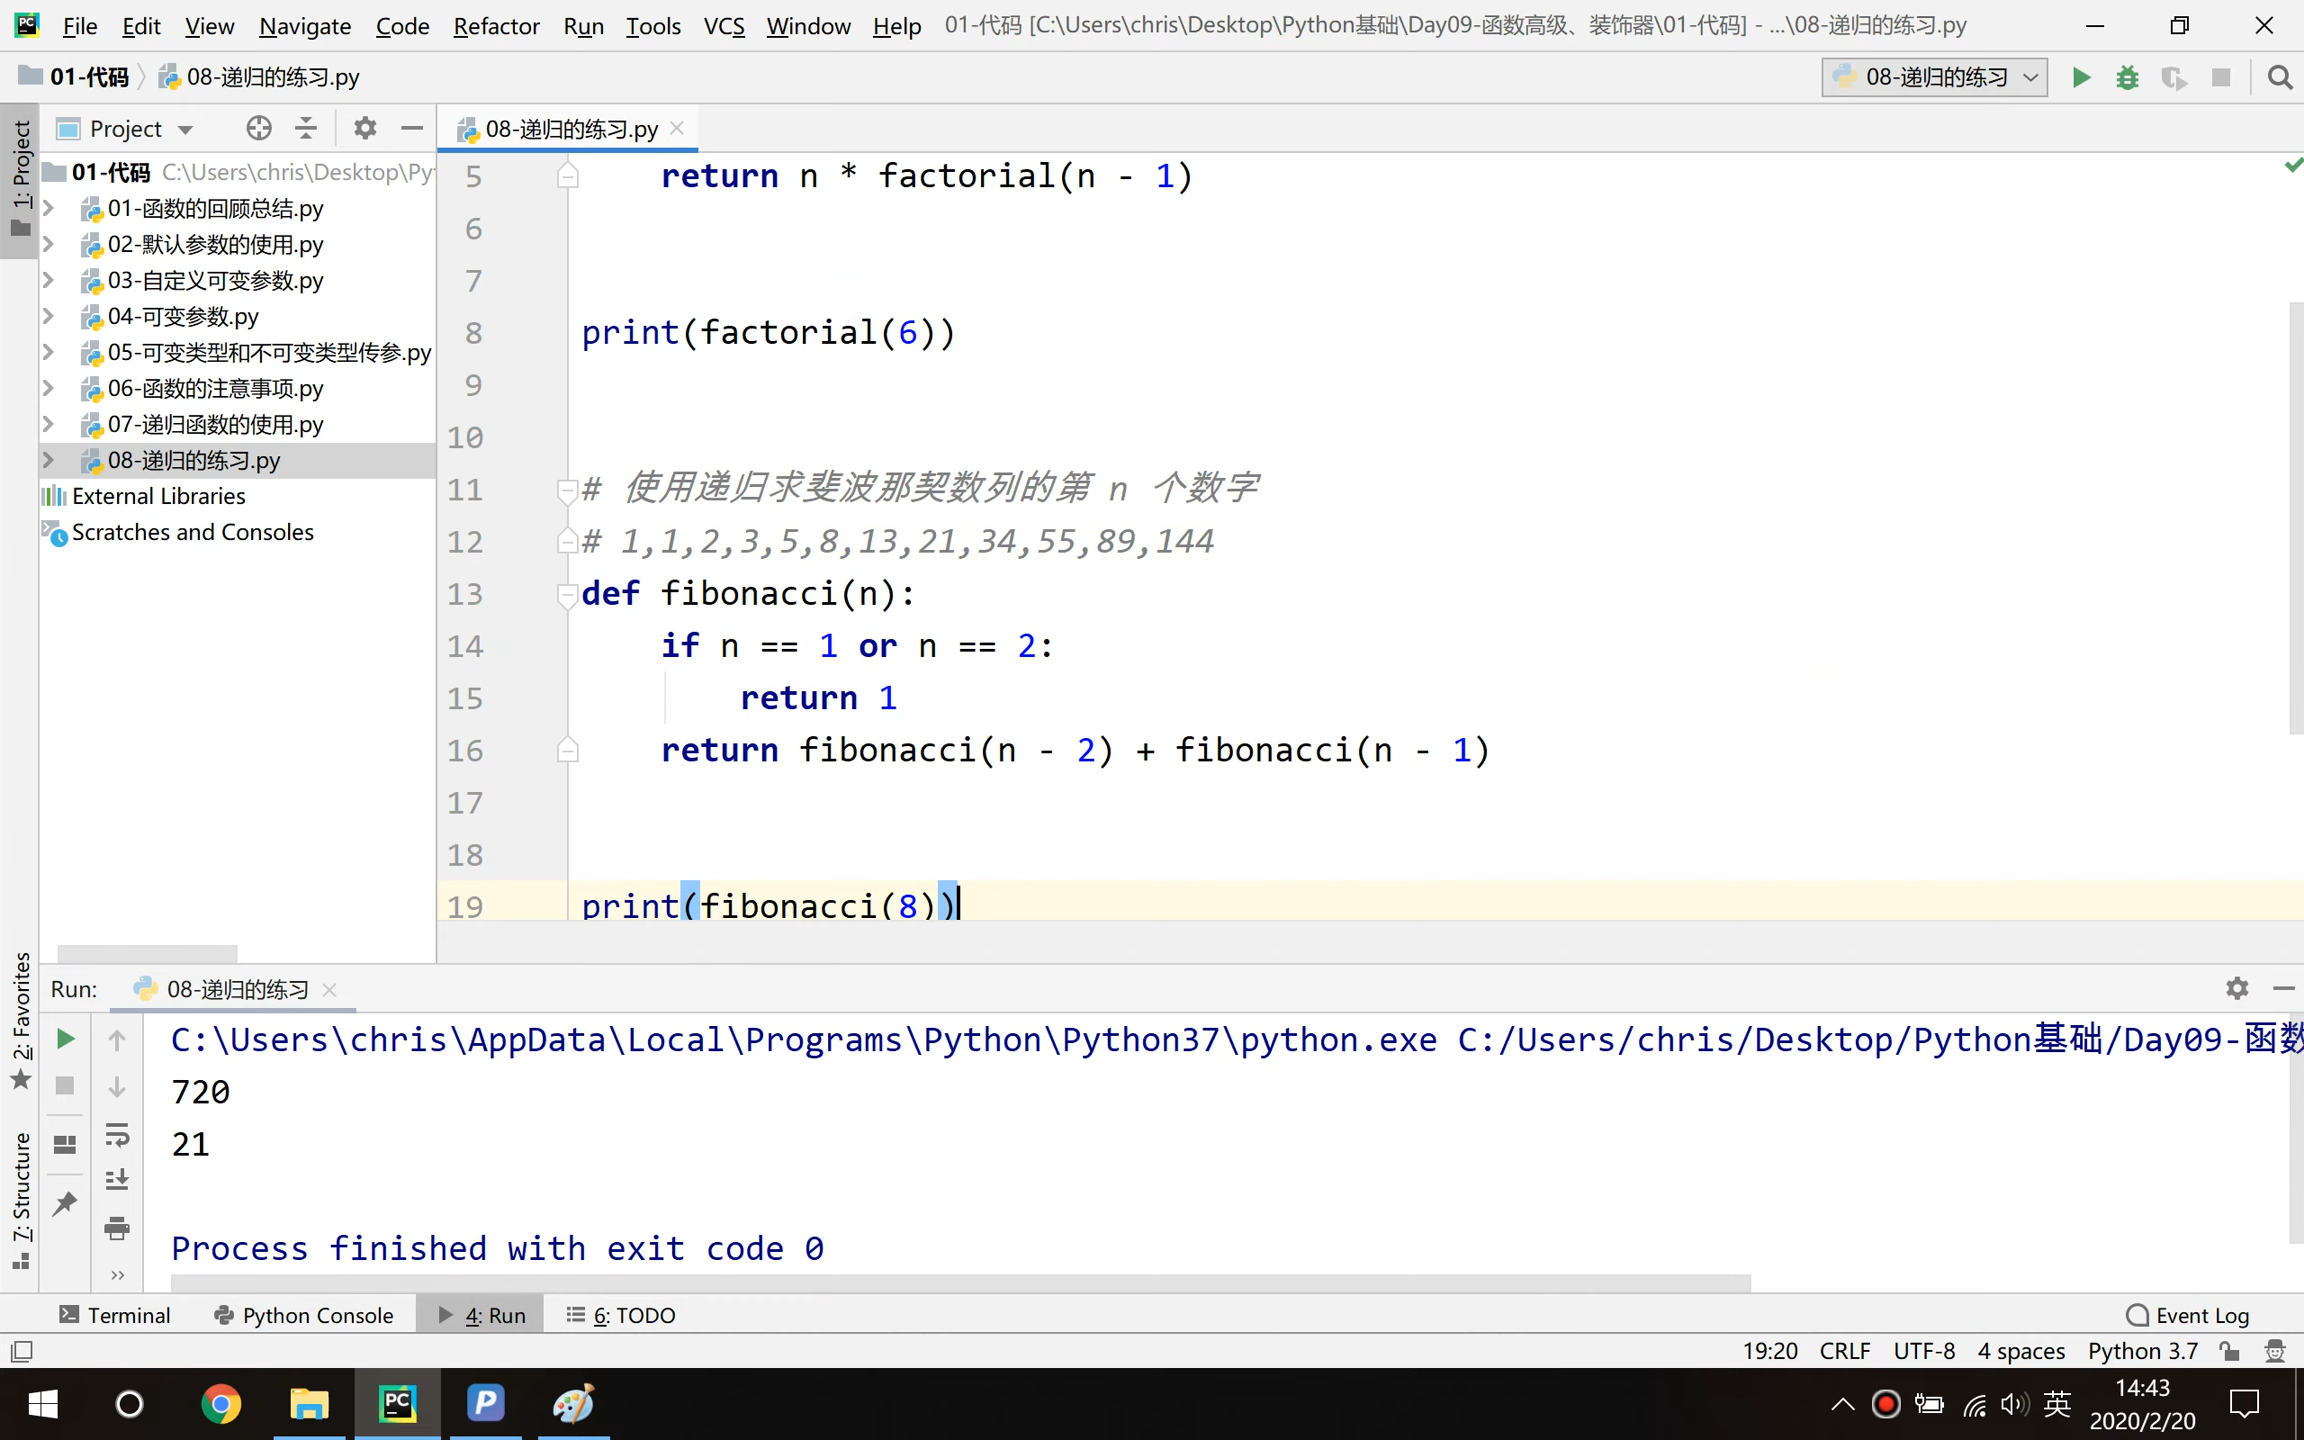 File Edit View Navigate Code Refactor Run Tools VCS Window Help 01-代码 [C:\Users\chris\Desktop\Python基础\Day09-函数高级、装饰器\01-代码] - ...\08-递归的练习.py
01-代码 08-递归的练习.py 08-递归的练习
1: Project
Project
08-递归的练习.py
01-代码 C:\Users\chris\Desktop\Py
01-函数的回顾总结.py
02-默认参数的使用.py
03-自定义可变参数.py
04-可变参数.py
05-可变类型和不可变类型传参.py
06-函数的注意事项.py
07-递归函数的使用.py
08-递归的练习.py
External Libraries
Scratches and Consoles
5 return n * factorial(n - 1)
6
7
8 print(factorial(6))
9
10
11 # 使用递归求斐波那契数列的第 n 个数字
12 # 1,1,2,3,5,8,13,21,34,55,89,144
13 def fibonacci(n):
14 if n == 1 or n == 2:
15 return 1
16 return fibonacci(n - 2) + fibonacci(n - 1)
17
18
19 print(fibonacci(8))
2: Favorites
7: Structure
Run: 08-递归的练习
C:\Users\chris\AppData\Local\Programs\Python\Python37\python.exe C:/Users/chris/Desktop/Python基础/Day09-函数
720
21
Process finished with exit code 0
Terminal Python Console 4: Run 6: TODO Event Log
19:20 CRLF UTF-8 4 spaces Python 3.7
英 14:43
2020/2/20